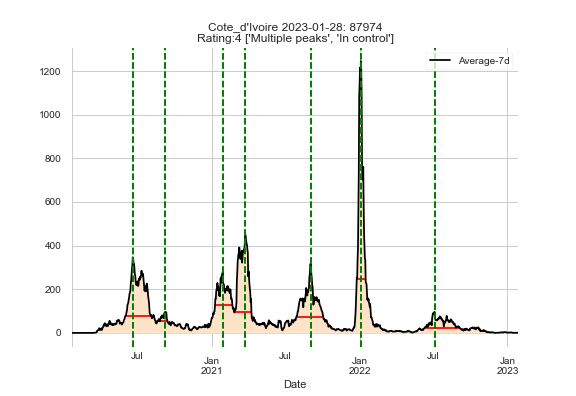 Cote_d'Ivoire 2023-01-28: 87974
Rating:4 ['Multiple peaks', 'In control']
Average-7d
1200
1000
800
600
400
200
0
Jul
Jan
2021
Jul
Jan
2022
Jul
Jan
2023
Date